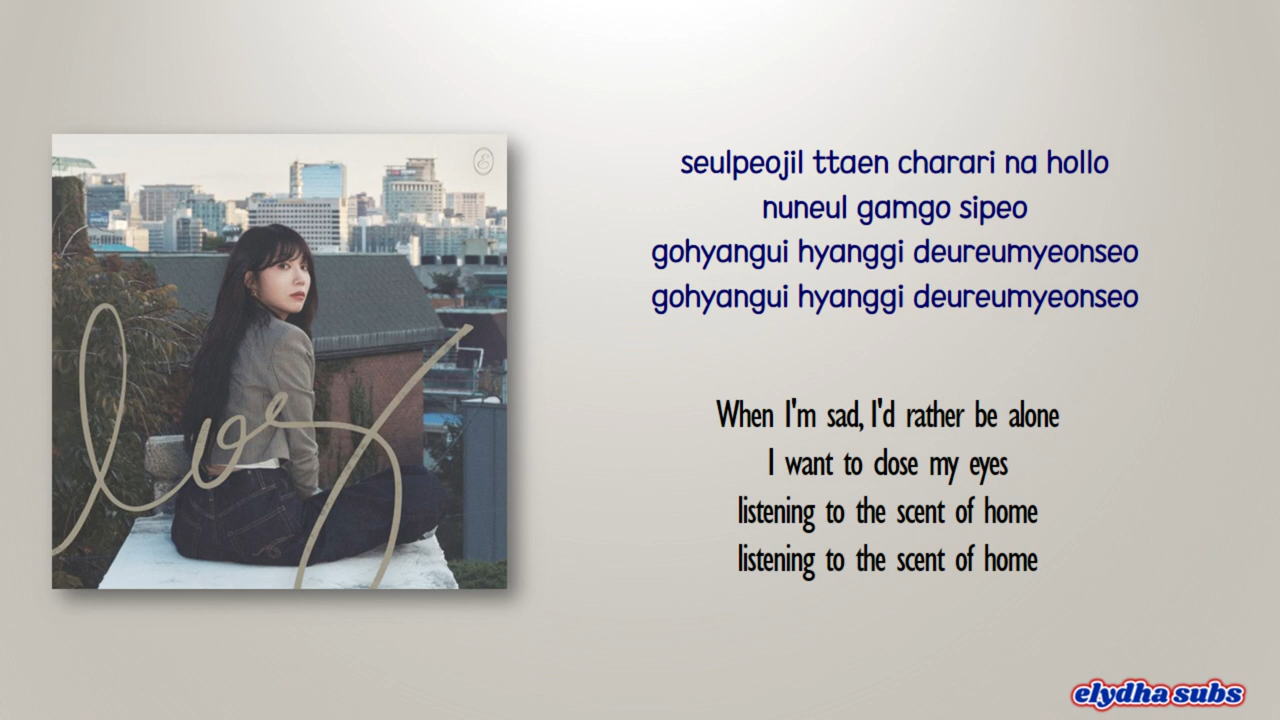 love
seulpeojil ttaen charari na hollo
nuneul gamgo sipeo
gohyangui hyanggi deureumyeonseo
gohyangui hyanggi deureumyeonseo
When I'm sad, I'd rather be alone
I want to close my eyes
listening to the scent of home
listening to the scent of home
elydha subs